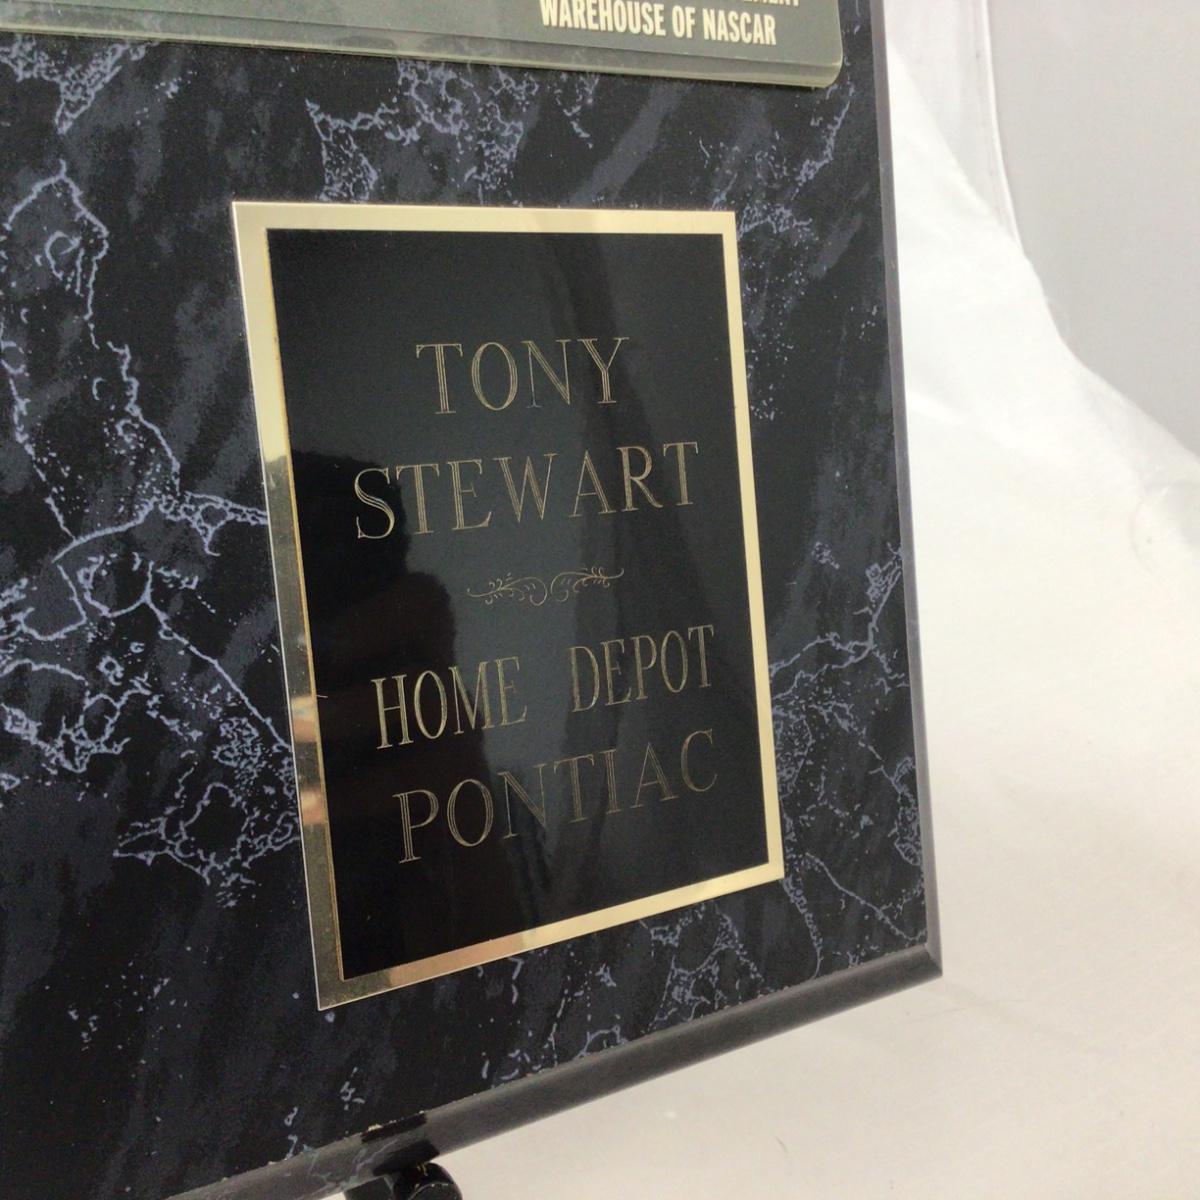 WAREHOUSE OF NASCAR
TONY
STEWART
HOME DEPOT
PONTIAC